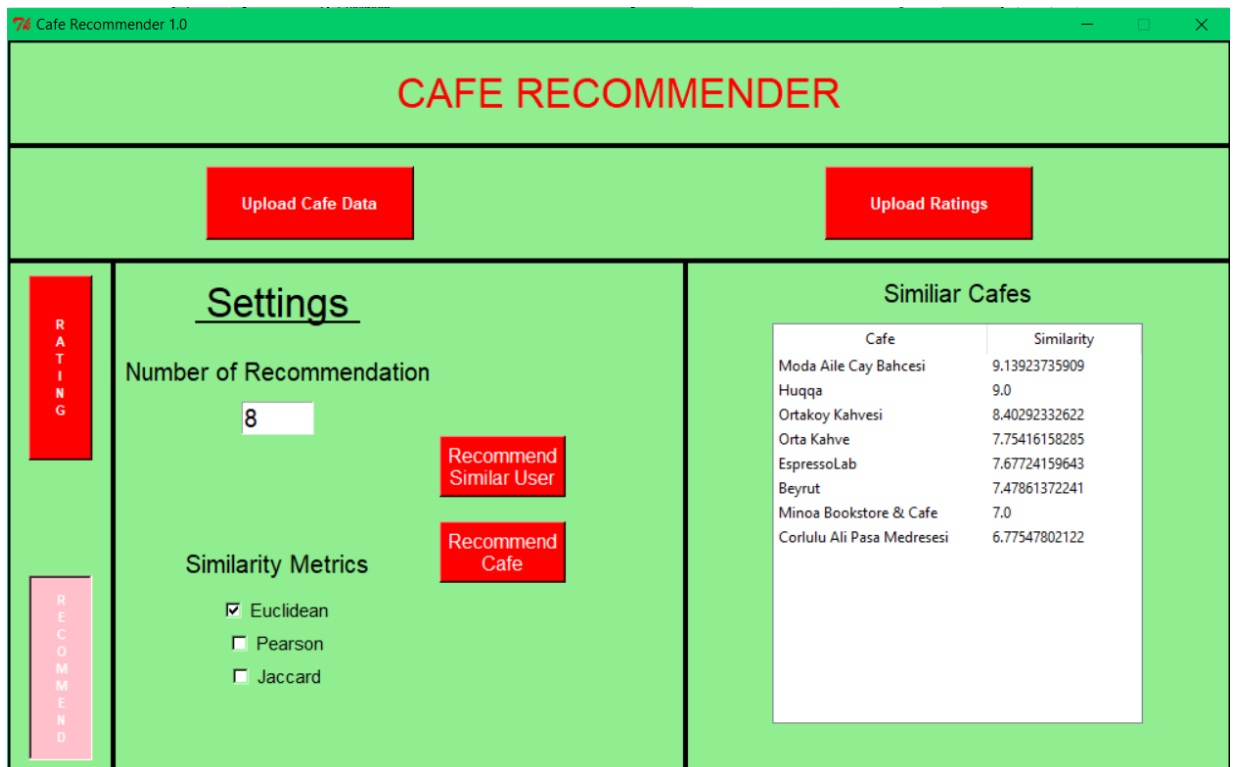 Cafe Recommender 1.0
CAFE RECOMMENDER
Upload Cafe Data
Upload Ratings
RATING
RECOMMEND
Settings
Number of Recommendation
8
Recommend
Similar User
Recommend
Cafe
Similarity Metrics
Euclidean
Pearson
Jaccard
Similiar Cafes
Cafe Similarity
Moda Aile Cay Bahcesi 9.13923735909
Huqqa 9.0
Ortakoy Kahvesi 8.40292332622
Orta Kahve 7.75416158285
EspressoLab 7.67724159643
Beyrut 7.47861372241
Minoa Bookstore & Cafe 7.0
Corlulu Ali Pasa Medresesi 6.77547802122